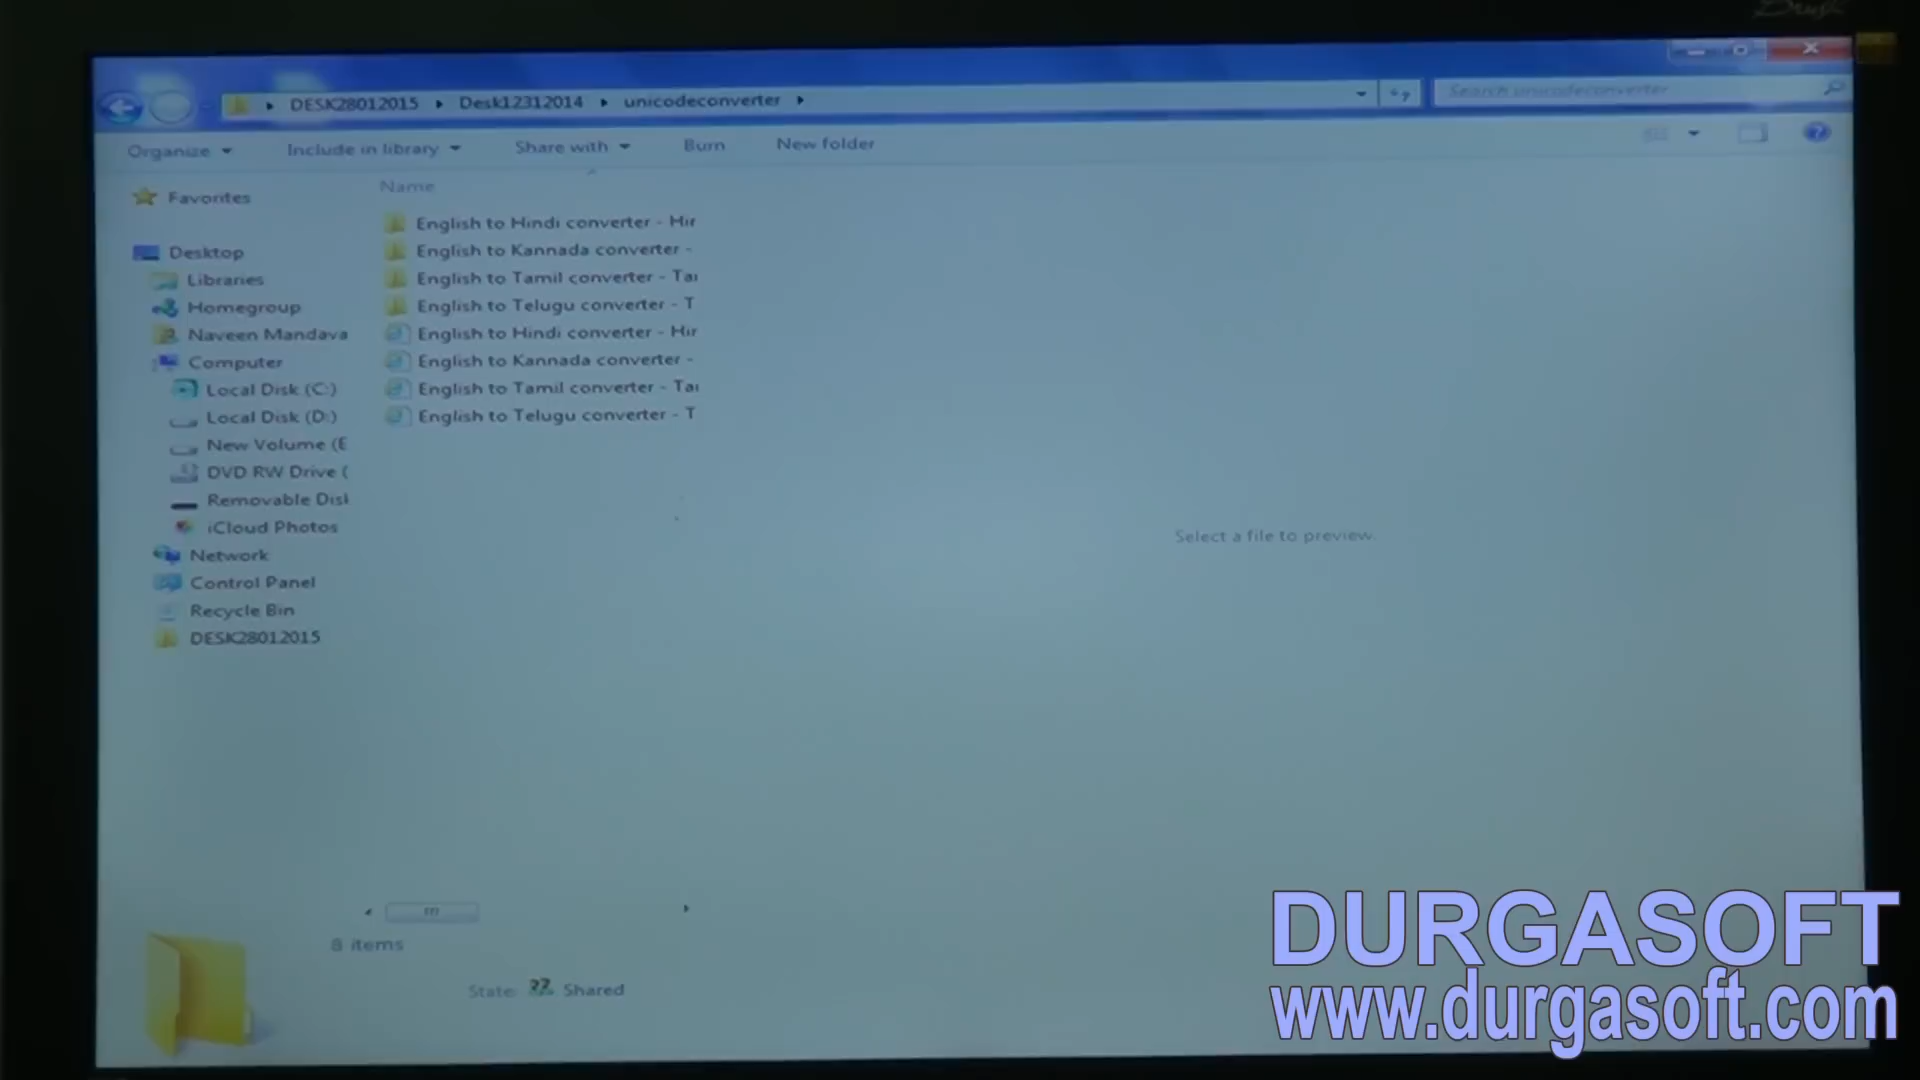 DESK28012015 Desk12312014 unicodeconverter
Search unicodeconverter
Organize Include in library Share with Burn New folder
Name
Favorites
Desktop
Libraries
Homegroup
Naveen Mandava
Computer
Local Disk (C:)
Local Disk (D:)
New Volume (E
DVD RW Drive (
Removable Disk
iCloud Photos
Network
Control Panel
Recycle Bin
DESK28012015
English to Hindi converter - Hir
English to Kannada converter -
English to Tamil converter - Tai
English to Telugu converter - T
English to Hindi converter - Hir
English to Kannada converter -
English to Tamil converter - Tai
English to Telugu converter - T
Select a file to preview.
8 items
State: Shared
DURGASOFT
www.durgasoft.com